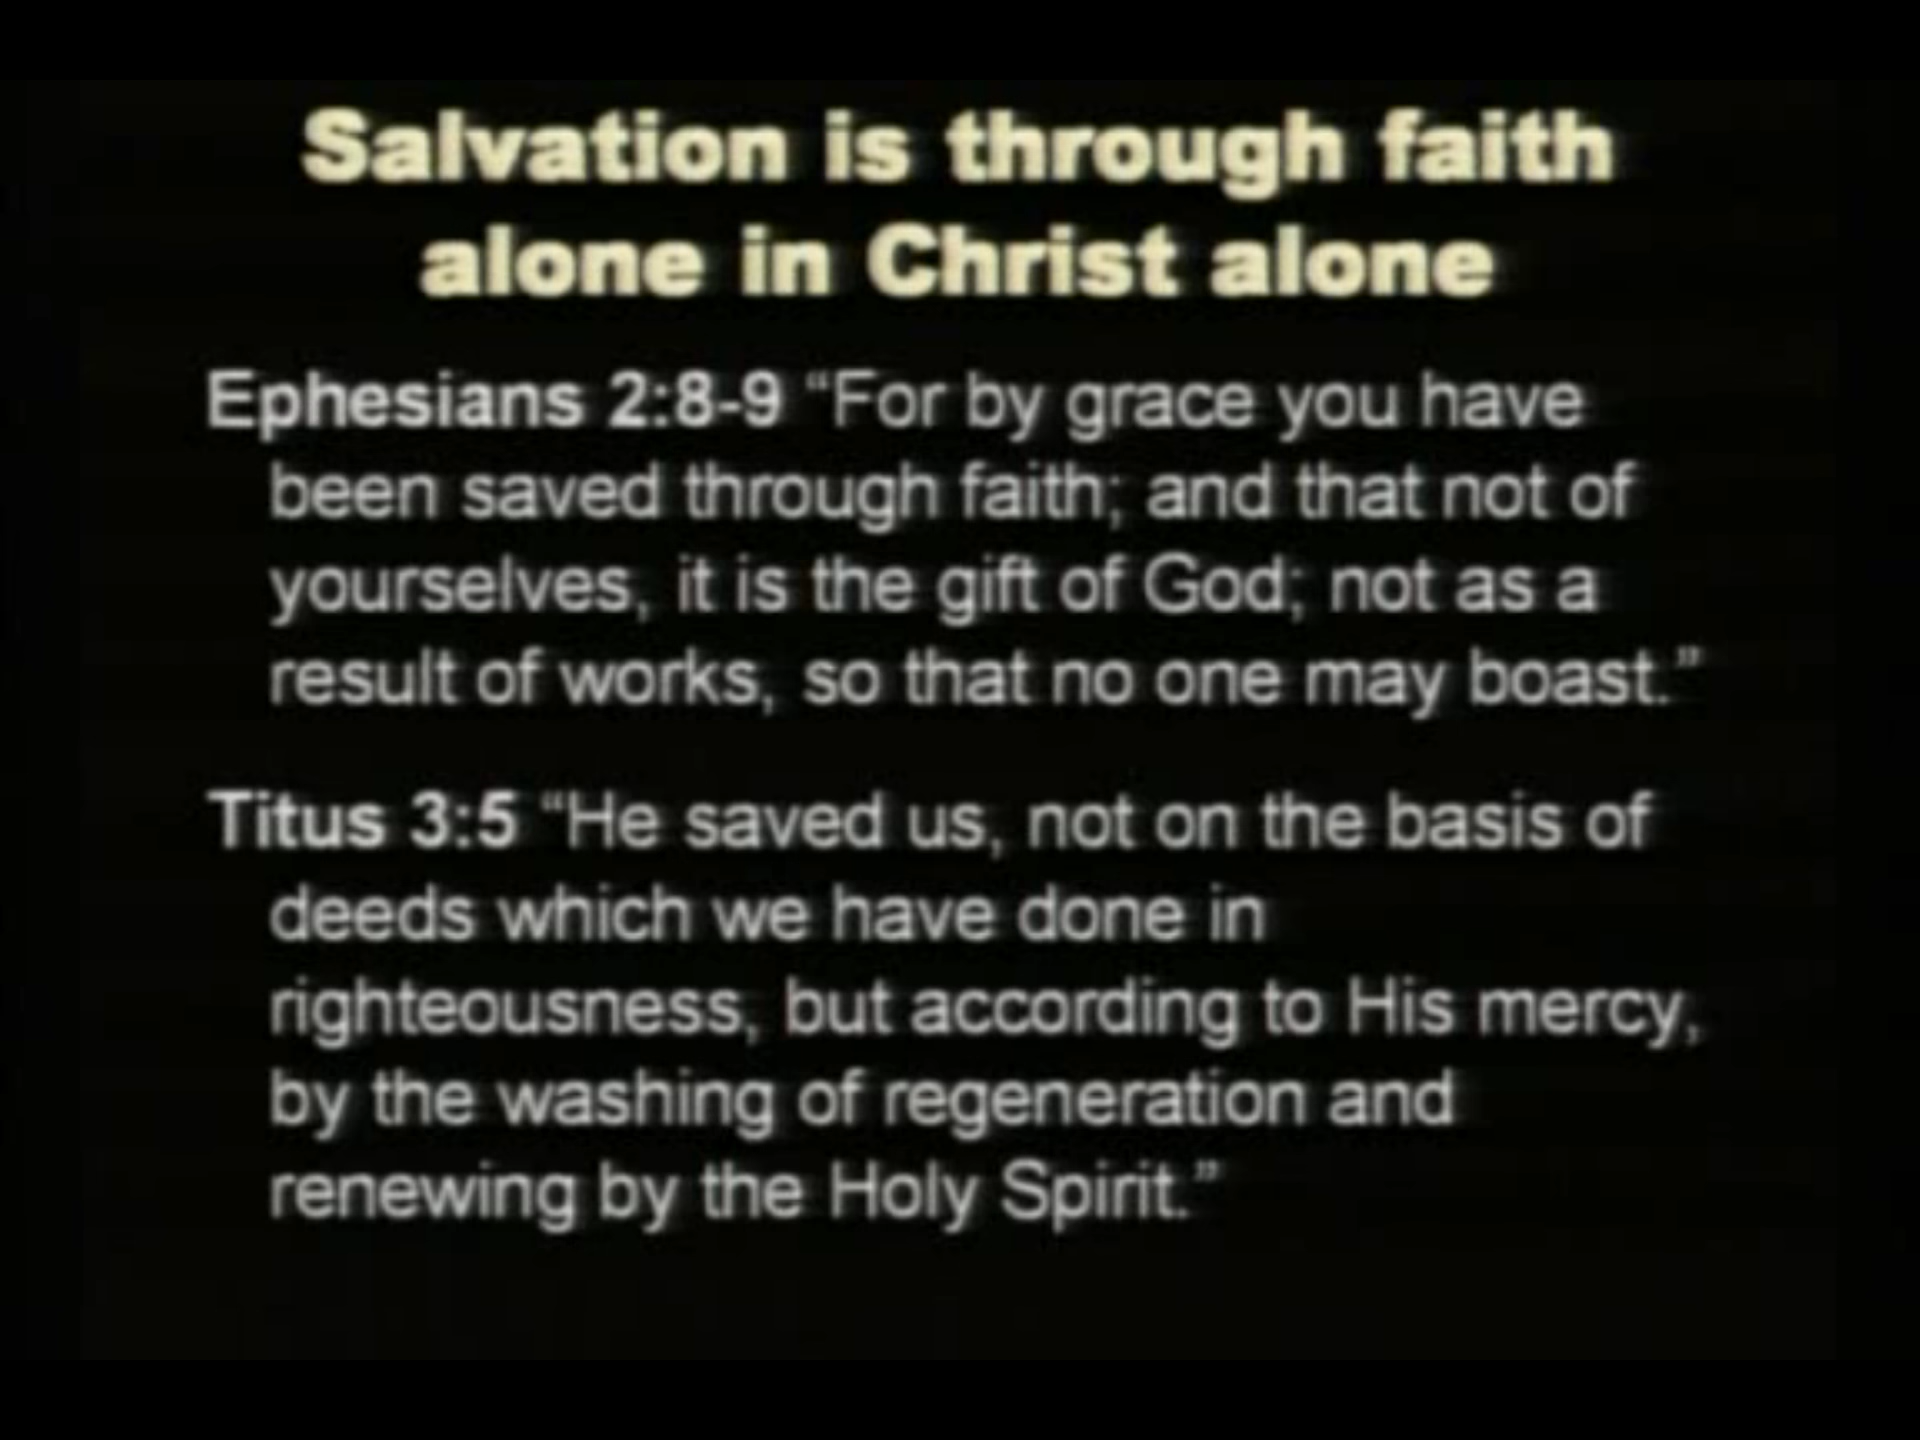 Salvation is through faith
alone in Christ alone
Ephesians 2:8-9 “For by grace you have
been saved through faith; and that not of
yourselves, it is the gift of God; not as a
result of works, so that no one may boast.”
Titus 3:5 “He saved us, not on the basis of
deeds which we have done in
righteousness, but according to His mercy,
by the washing of regeneration and
renewing by the Holy Spirit.”